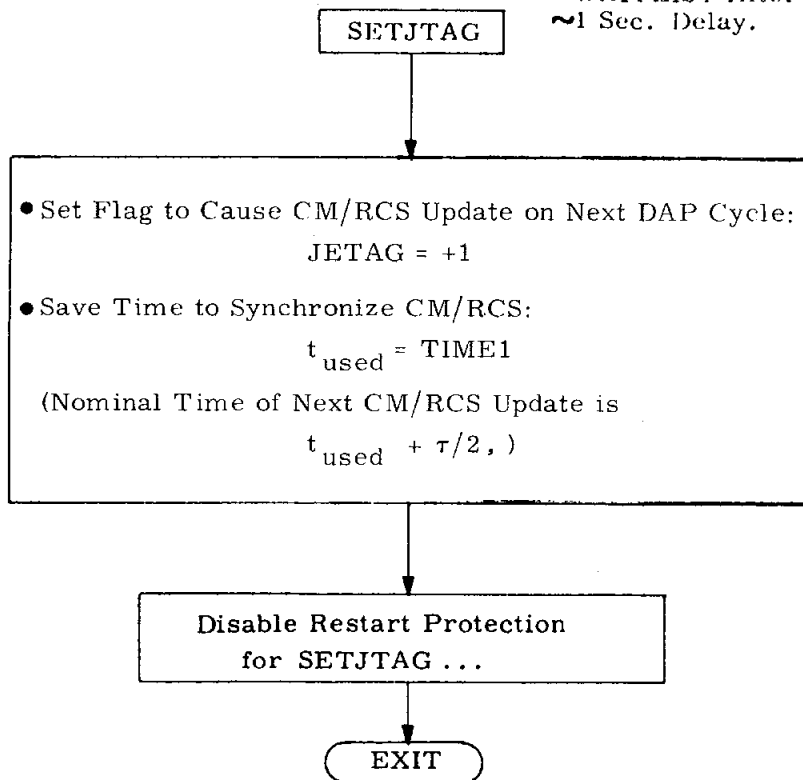 ~1 Sec. Delay.
SETJTAG
• Set Flag to Cause CM/RCS Update on Next DAP Cycle:
JETAG = +1
• Save Time to Synchronize CM/RCS:
t used = TIME1
(Nominal Time of Next CM/RCS Update is
t used + τ/2, )
Disable Restart Protection
for SETJTAG ...
EXIT